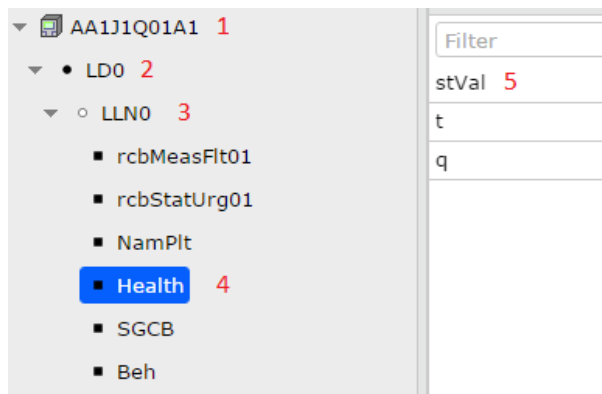 AA1J1Q01A1 1
LD0 2
LLN0 3
rcbMeasFlt01
rcbStatUrg01
NamPlt
Health 4
SGCB
Beh
Filter
stVal 5
t
q